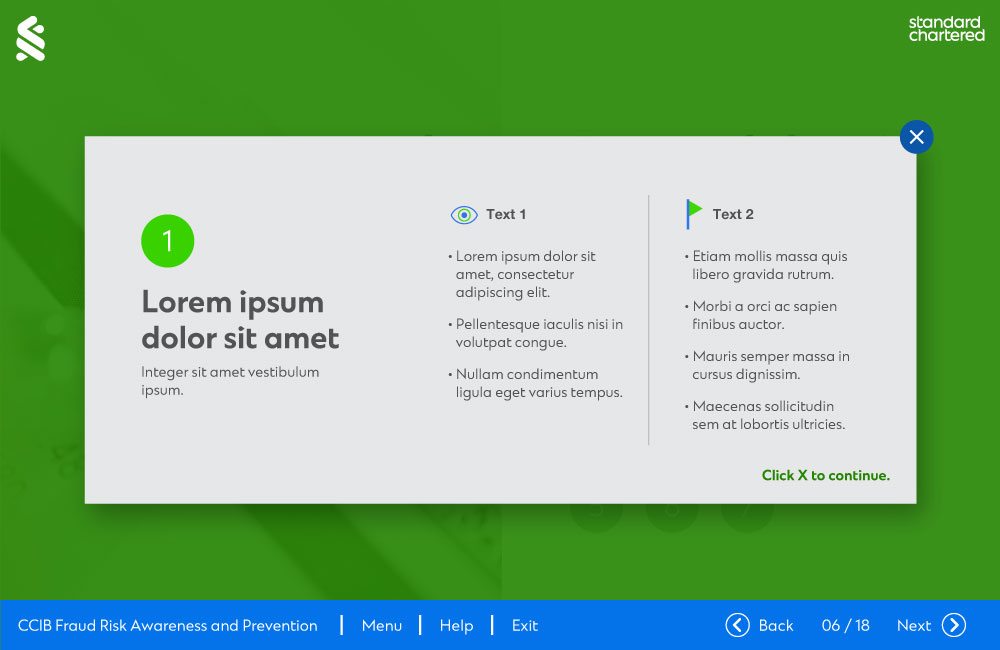 standard
chartered
1
Lorem ipsum
dolor sit amet
Integer sit amet vestibulum
ipsum.
Text 1
• Lorem ipsum dolor sit
amet, consectetur
adipiscing elit.
• Pellentesque iaculis nisi in
volutpat congue.
• Nullam condimentum
ligula eget varius tempus.
Text 2
• Etiam mollis massa quis
libero gravida rutrum.
• Morbi a orci ac sapien
finibus auctor.
• Mauris semper massa in
cursus dignissim.
• Maecenas sollicitudin
sem at lobortis ultricies.
Click X to continue.
5 6 7
CCIB Fraud Risk Awareness and Prevention | Menu | Help | Exit Back 06 / 18 Next